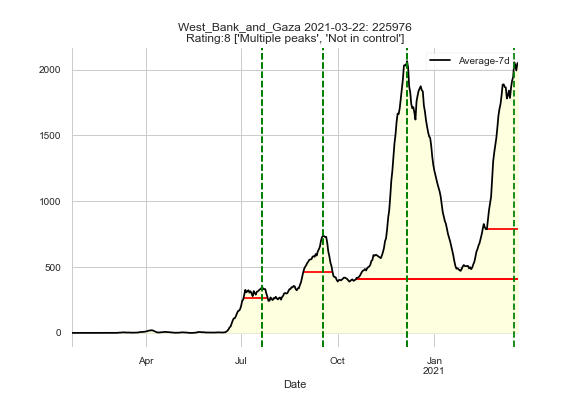 West_Bank_and_Gaza 2021-03-22: 225976
Rating:8 ['Multiple peaks', 'Not in control']
Average-7d
2000
1500
1000
500
0
Apr
Jul
Oct
Jan
2021
Date